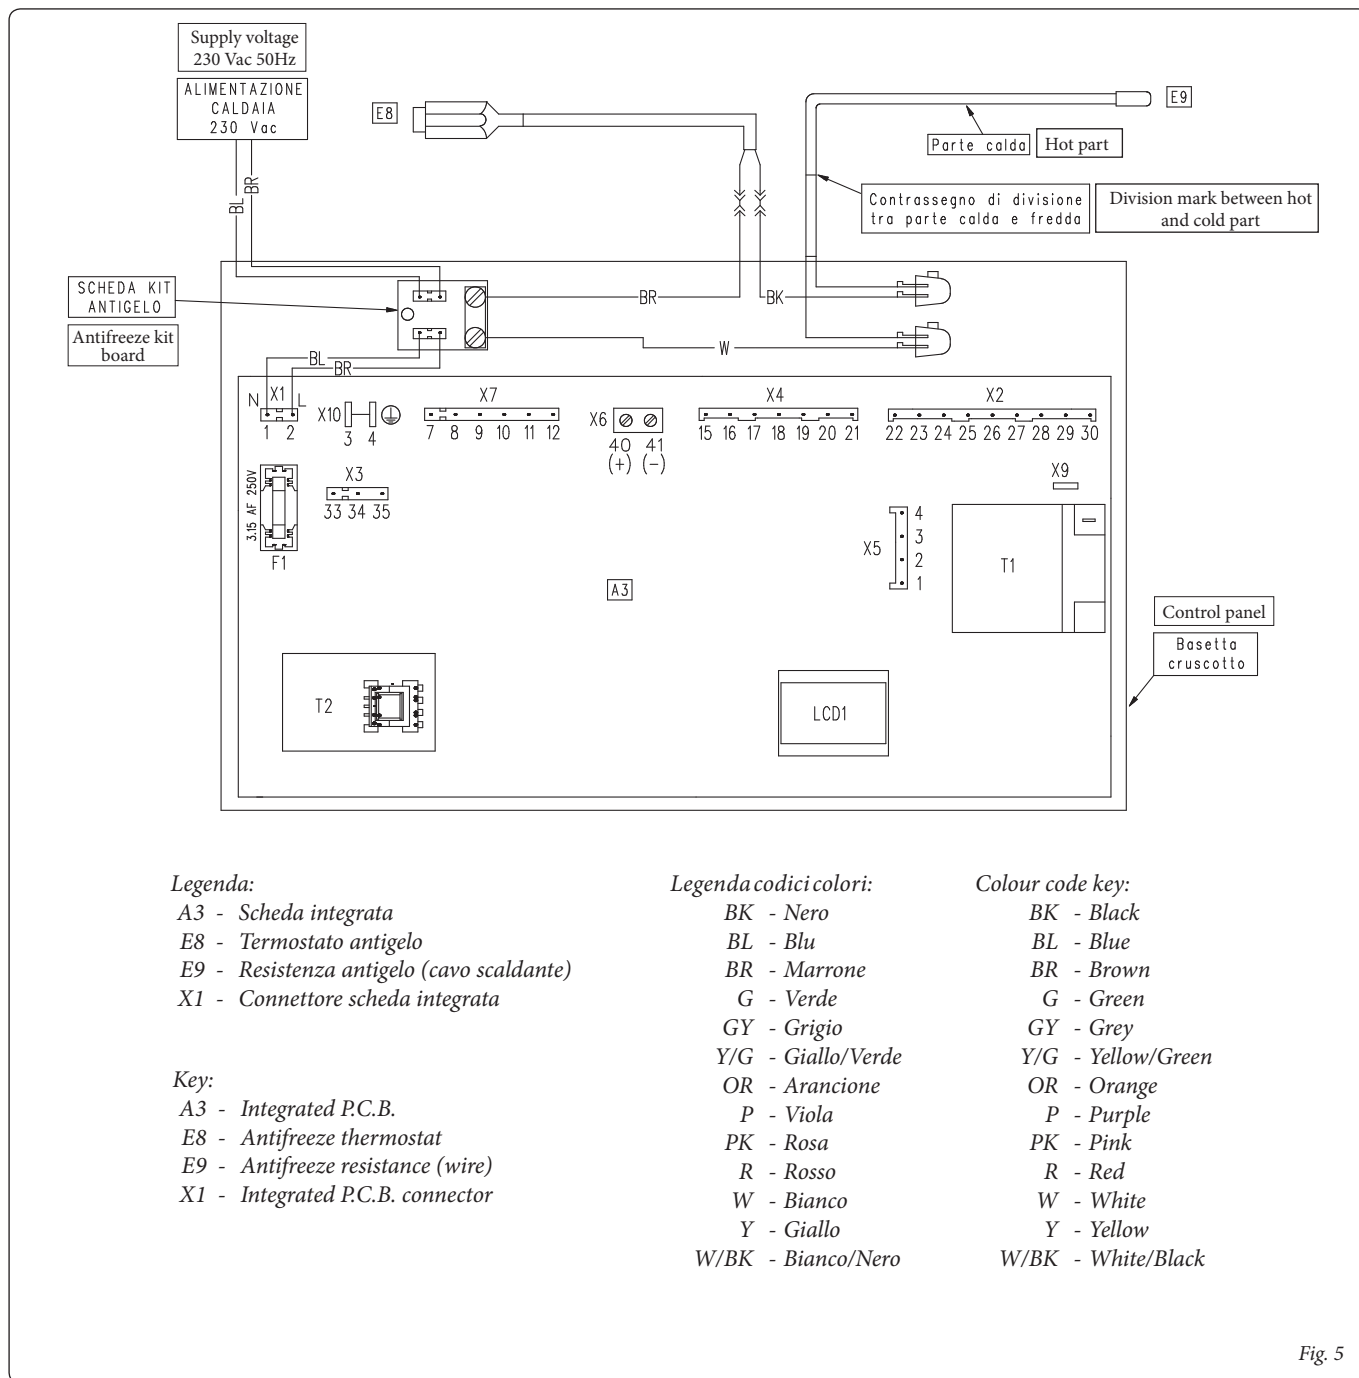 Supply voltage
230 Vac 50Hz
ALIMENTAZIONE
CALDAIA
230 Vac
E8
E9
Parte calda
Hot part
BL
BR
Contrassegno di divisione
tra parte calda e fredda
Division mark between hot
and cold part
SCHEDA KIT
ANTIGELO
Antifreeze kit
board
BR
BK
W
BL
BR
N
X1
L
1 2
X10
3 4
X7
7 8 9 10 11 12
X6
40 41
(+) (-)
X4
15 16 17 18 19 20 21
X2
22 23 24 25 26 27 28 29 30
X9
3.15 AF 250V
F1
X3
33 34 35
X5
4
3
2
1
T1
A3
Control panel
Basetta
cruscotto
T2
LCD1
Legenda:
A3 - Scheda integrata
E8 - Termostato antigelo
E9 - Resistenza antigelo (cavo scaldante)
X1 - Connettore scheda integrata
Key:
A3 - Integrated P.C.B.
E8 - Antifreeze thermostat
E9 - Antifreeze resistance (wire)
X1 - Integrated P.C.B. connector
Legenda codici colori:
BK - Nero
BL - Blu
BR - Marrone
G - Verde
GY - Grigio
Y/G - Giallo/Verde
OR - Arancione
P - Viola
PK - Rosa
R - Rosso
W - Bianco
Y - Giallo
W/BK - Bianco/Nero
Colour code key:
BK - Black
BL - Blue
BR - Brown
G - Green
GY - Grey
Y/G - Yellow/Green
OR - Orange
P - Purple
PK - Pink
R - Red
W - White
Y - Yellow
W/BK - White/Black
Fig. 5